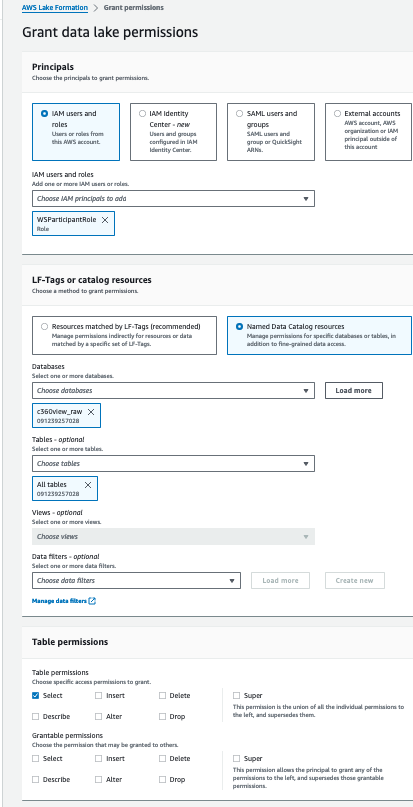 AWS Lake Formation > Grant permissions
Grant data lake permissions
Principals
Choose the principals to grant permissions.
IAM users and
roles
Users or roles from
this AWS account.
IAM Identity
Center - new
Users and groups
configured in IAM
Identity Center.
SAML users and
groups
SAML users and
group or QuickSight
ARNs.
External accounts
AWS account, AWS
organization or IAM
principal outside of
this account
IAM users and roles
Add one or more IAM users or roles.
Choose IAM principals to add
WSParticipantRole
Role
LF-Tags or catalog resources
Choose a method to grant permissions.
Resources matched by LF-Tags (recommended)
Manage permissions indirectly for resources or data
matched by a specific set of LF-Tags.
Named Data Catalog resources
Manage permissions for specific databases or tables, in
addition to fine-grained data access.
Databases
Select one or more databases.
Choose databases
Load more
c360view_raw
091239257028
Tables - optional
Select one or more tables.
Choose tables
All tables
091239257028
Views - optional
Select one or more views.
Choose views
Data filters - optional
Select one or more data filters.
Choose data filters
Load more
Create new
Manage data filters
Table permissions
Table permissions
Choose specific access permissions to grant.
Select
Insert
Delete
Super
This permission is the union of all the individual permissions to
the left, and supersedes them.
Describe
Alter
Drop
Grantable permissions
Choose the permission that may be granted to others.
Select
Insert
Delete
Super
This permission allows the principal to grant any of the
permissions to the left, and supersedes those grantable
permissions.
Describe
Alter
Drop